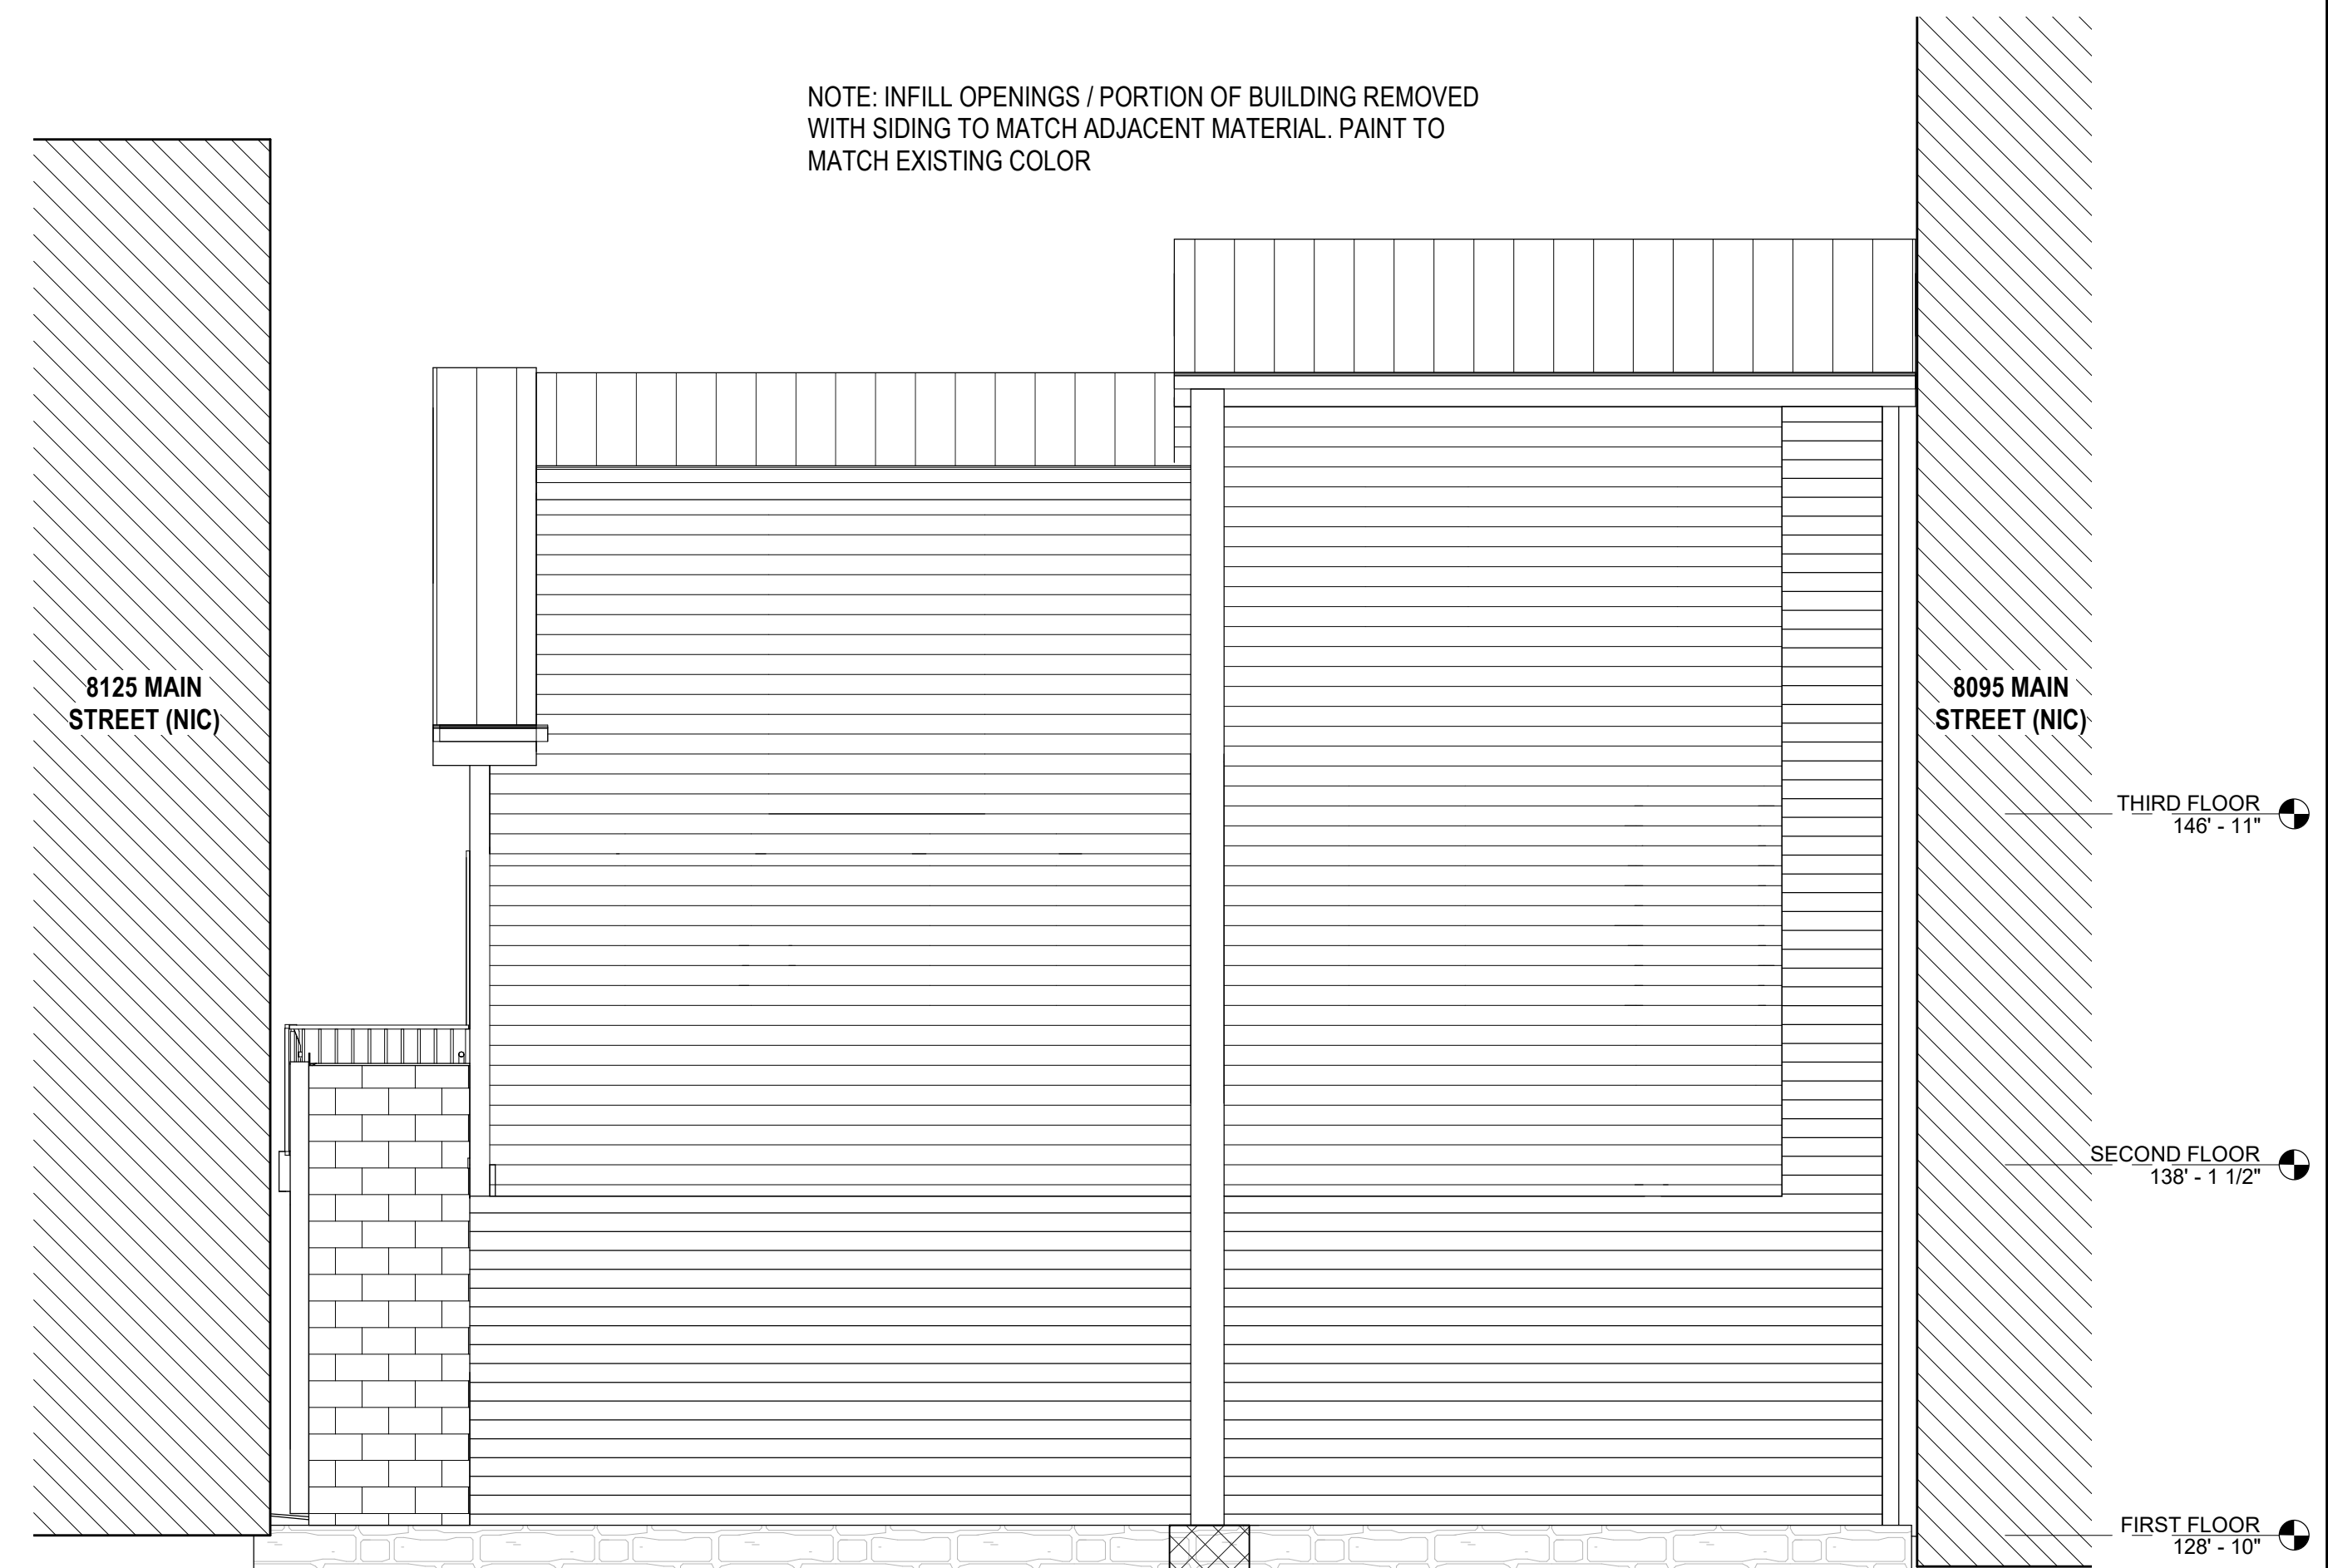 NOTE: INFILL OPENINGS / PORTION OF BUILDING REMOVED
WITH SIDING TO MATCH ADJACENT MATERIAL. PAINT TO
MATCH EXISTING COLOR
8125 MAIN
STREET (NIC)
8095 MAIN
STREET (NIC)
THIRD FLOOR
146' - 11"
SECOND FLOOR
138' - 1 1/2"
FIRST FLOOR
128' - 10"